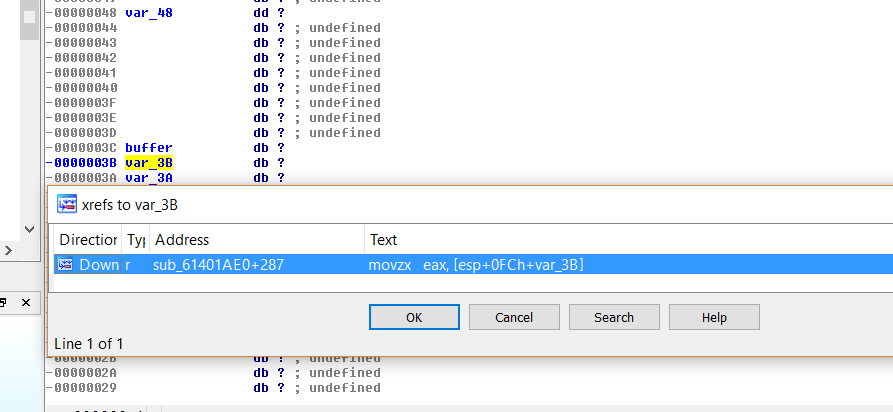 -00000048 var_48 dd ?
-00000044 db ? ; undefined
-00000043 db ? ; undefined
-00000042 db ? ; undefined
-00000041 db ? ; undefined
-00000040 db ? ; undefined
-0000003F db ? ; undefined
-0000003E db ? ; undefined
-0000003D db ? ; undefined
-0000003C buffer db ?
-0000003B var_3B db ?
-0000003A var_3A db ?
xrefs to var_3B
Direction Typ Address Text
Down r sub_61401AE0+287 movzx eax, [esp+0FCh+var_3B]
OK Cancel Search Help
Line 1 of 1
-0000002B db ? ; undefined
-0000002A db ? ; undefined
-00000029 db ? ; undefined